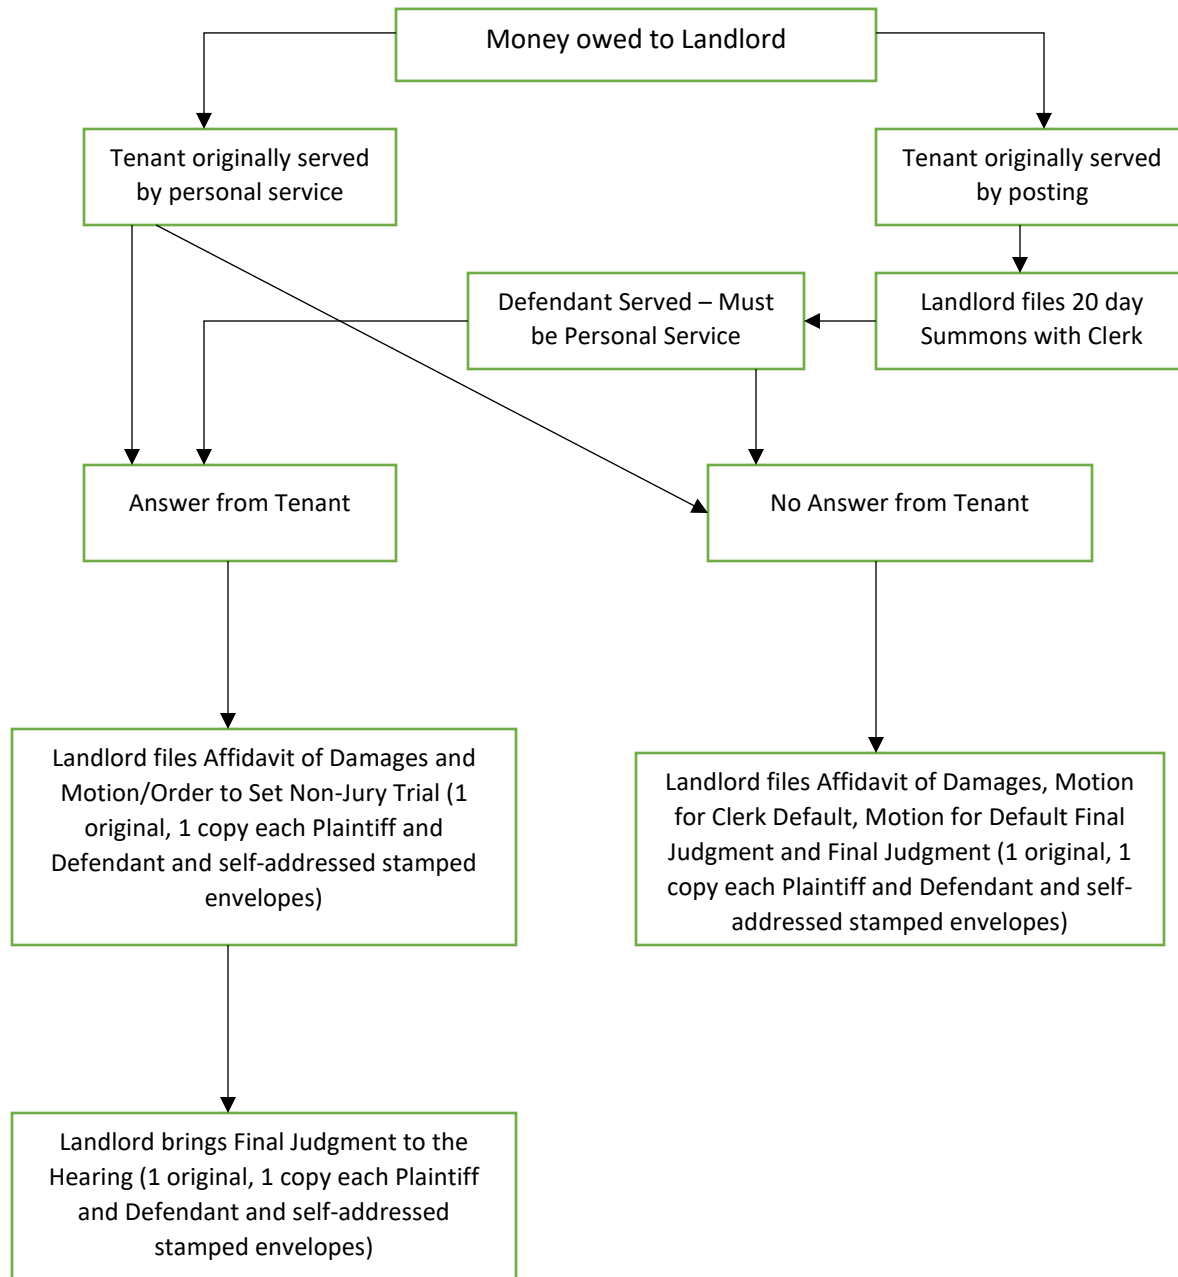 Money owed to Landlord
Tenant originally served
by personal service
Tenant originally served
by posting
Defendant Served – Must
be Personal Service
Landlord files 20 day
Summons with Clerk
Answer from Tenant
No Answer from Tenant
Landlord files Affidavit of Damages and
Motion/Order to Set Non-Jury Trial (1
original, 1 copy each Plaintiff and
Defendant and self-addressed stamped
envelopes)
Landlord files Affidavit of Damages, Motion
for Clerk Default, Motion for Default Final
Judgment and Final Judgment (1 original, 1
copy each Plaintiff and Defendant and self-
addressed stamped envelopes)
Landlord brings Final Judgment to the
Hearing (1 original, 1 copy each Plaintiff
and Defendant and self-addressed
stamped envelopes)